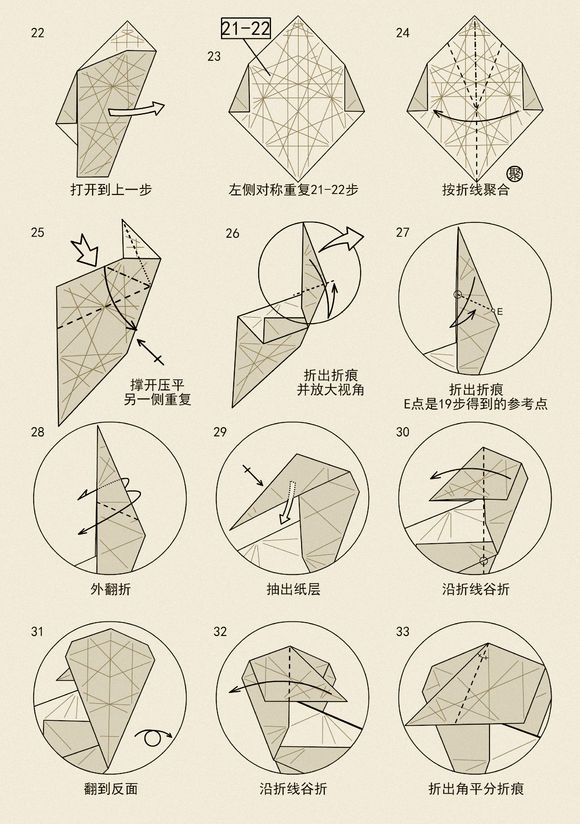 22
打开到上一步
21-22
23
左侧对称重复21-22步
24
聚
按折线聚合
25
撑开压平
另一侧重复
26
折出折痕
并放大视角
27
E
折出折痕
E点是19步得到的参考点
28
外翻折
29
抽出纸层
30
沿折线谷折
31
翻到反面
32
沿折线谷折
33
折出角平分折痕